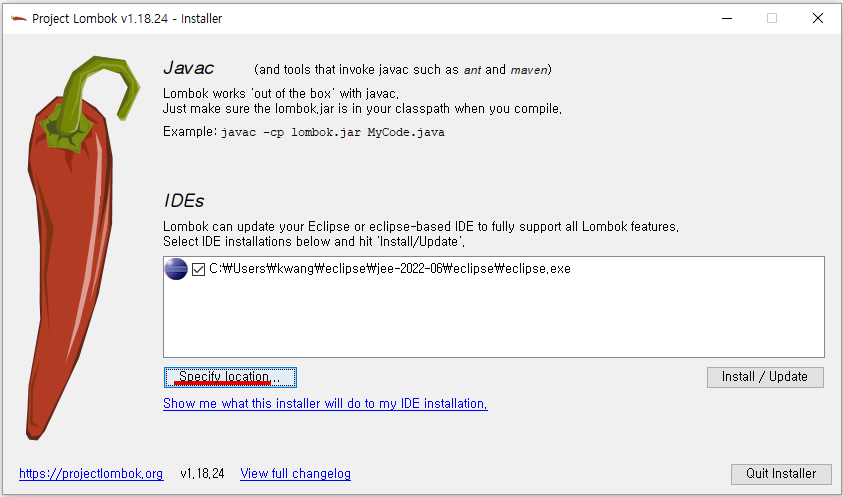 Project Lombok v1.18.24 - Installer
Javac (and tools that invoke javac such as ant and maven)
Lombok works 'out of the box' with javac.
Just make sure the lombok.jar is in your classpath when you compile.
Example: javac -cp lombok.jar MyCode.java
IDEs
Lombok can update your Eclipse or eclipse-based IDE to fully support all Lombok features.
Select IDE installations below and hit 'Install/Update'.
C:₩Users₩kwang₩eclipse₩jee-2022-06₩eclipse₩eclipse.exe
Specify location...
Install / Update
Show me what this installer will do to my IDE installation.
https://projectlombok.org v1.18.24 View full changelog
Quit Installer